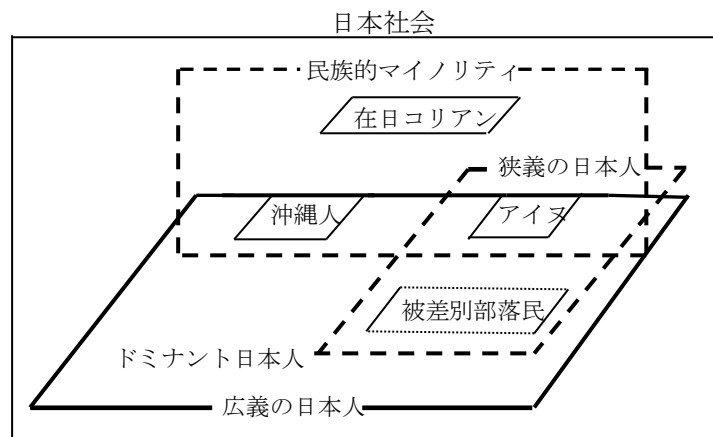 日本社会
民族的マイノリティ
在日コリアン
狭義の日本人
沖縄人
アイヌ
被差別部落民
ドミナント日本人
広義の日本人